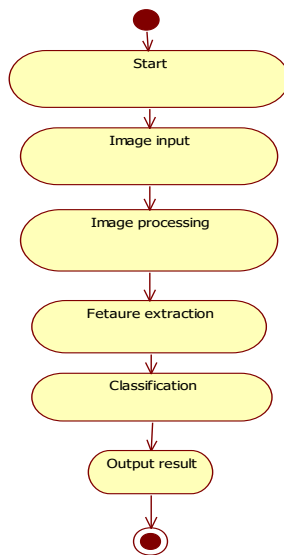 Start
Image input
Image processing
Fetaure extraction
Classification
Output result